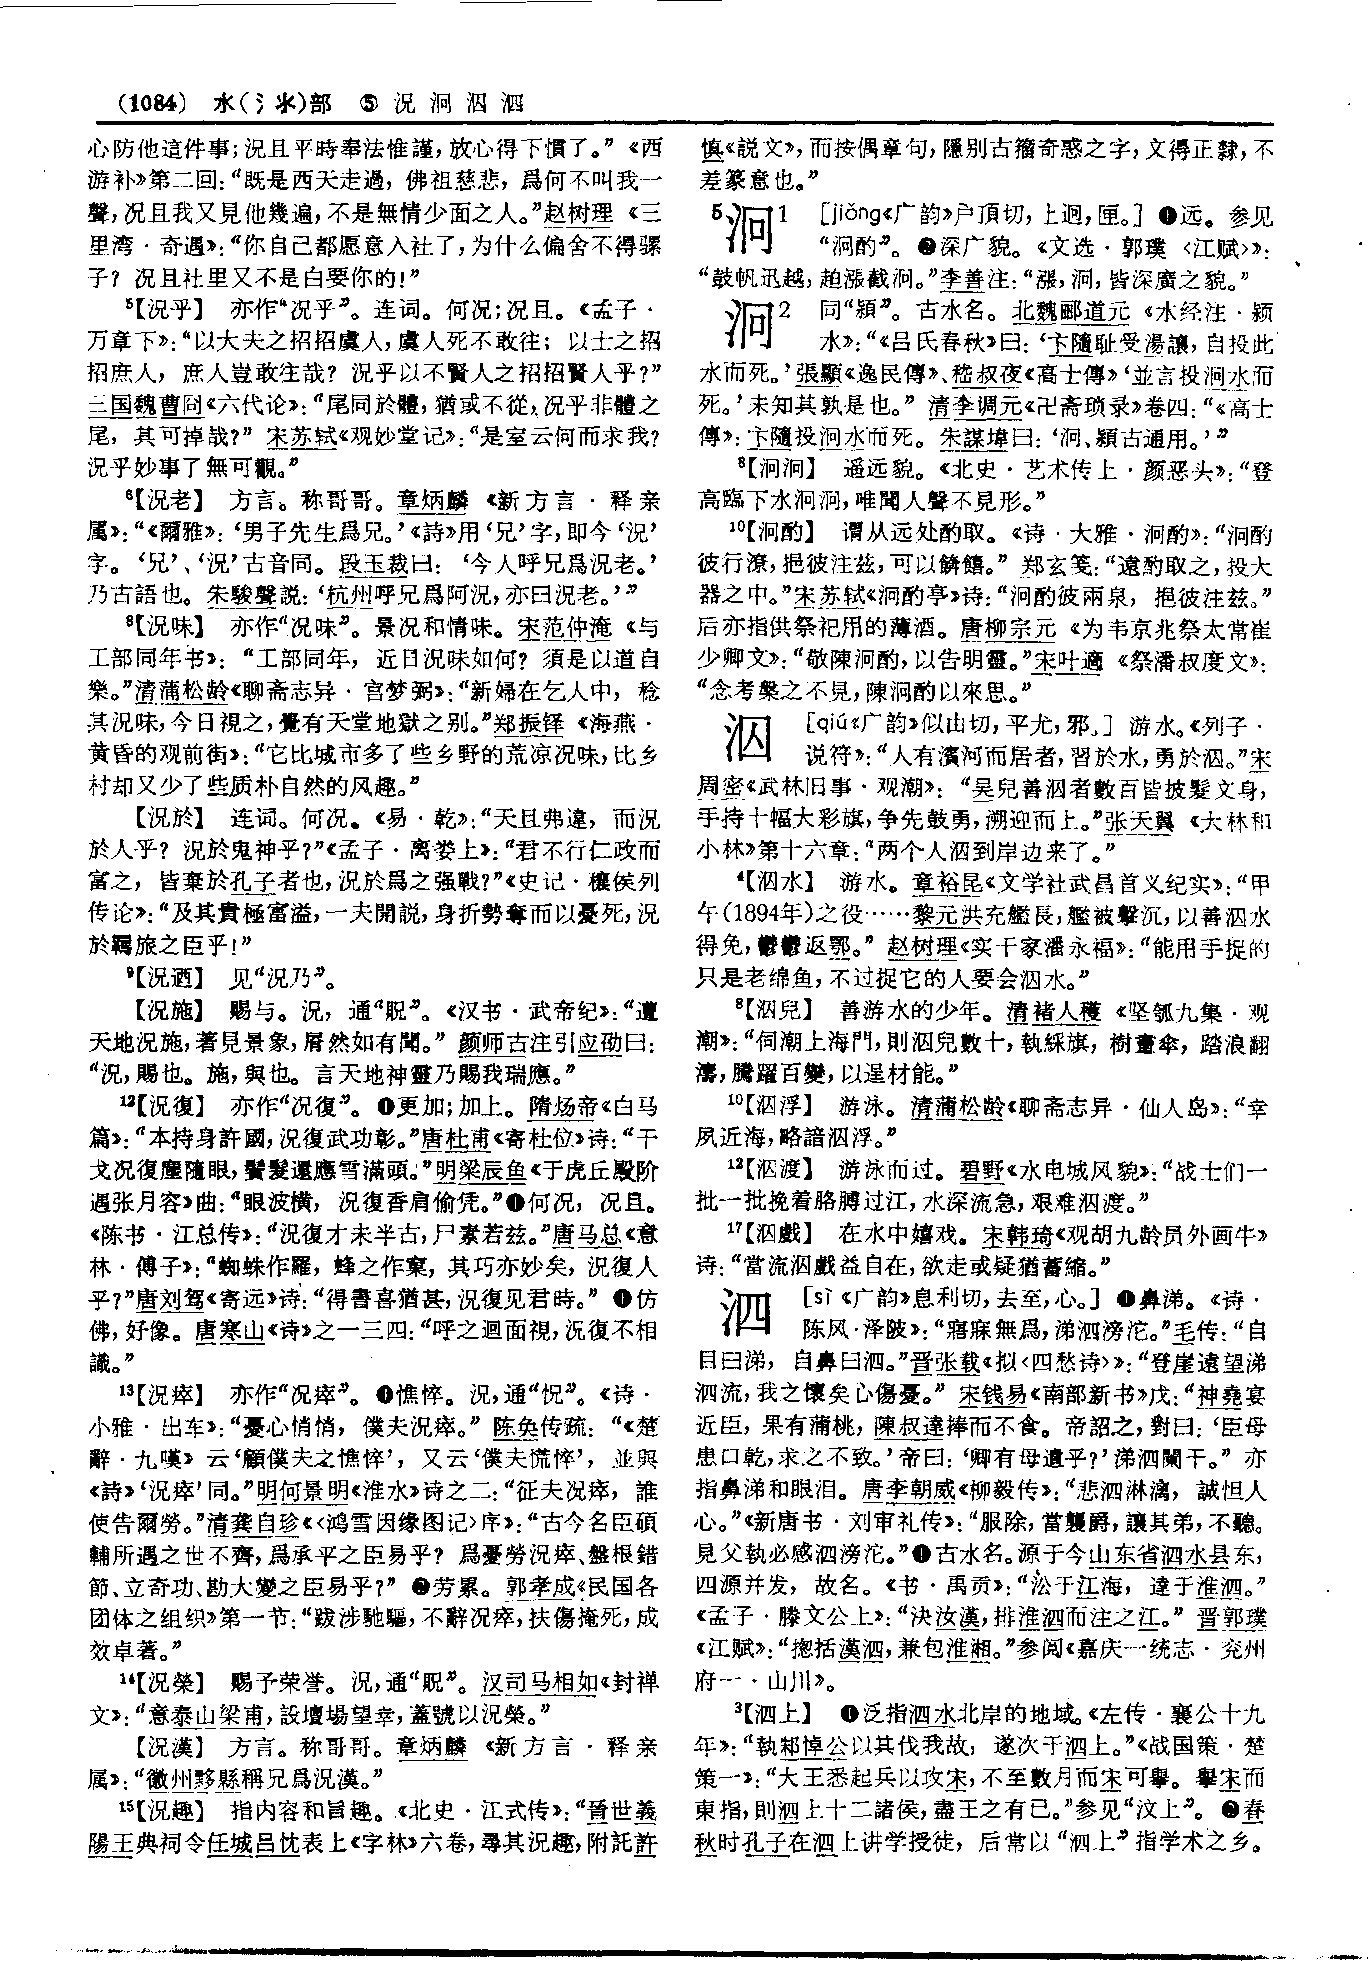 (1084) 水(氵氺)部 ⑤ 況 泂 泅 泗
心防他這件事；況且平時奉法惟謹，放心得下慣了。”《西
游补》第二回：“既是西天走過，佛祖慈悲，爲何不叫我一
聲，况且我又見他幾遍，不是無情少面之人。”赵树理《三
里湾·奇遇》：“你自己都愿意入社了，为什么偏舍不得骡
子？况且社里又不是白要你的！”
⁵【況乎】 亦作“况乎”。连词。何况；况且。《孟子·
万章下》：“以大夫之招招虞人，虞人死不敢往；以士之招
招庶人，庶人豈敢往哉？況乎以不賢人之招招賢人乎？”
三国魏曹冏《六代论》：“尾同於體，猶或不從，况乎非體之
尾，其可掉哉？”宋苏轼《观妙堂记》：“是室云何而求我？
況乎妙事了無可觀。”
⁶【況老】 方言。称哥哥。章炳麟《新方言·释亲
属》：“《爾雅》：‘男子先生爲兄。’《詩》用‘兄’字，即今‘況’
字。‘兄’、‘況’古音同。段玉裁曰：‘今人呼兄爲況老。’
乃古語也。朱駿聲説：‘杭州呼兄爲阿況，亦曰況老。’”
⁸【況味】 亦作“况味”。景况和情味。宋范仲淹《与
工部同年书》：“工部同年，近日況味如何？須是以道自
樂。”清蒲松龄《聊斋志异·宫梦弼》：“新婦在乞人中，稔
其況味，今日視之，覺有天堂地獄之别。”郑振铎《海燕·
黄昏的观前街》：“它比城市多了些乡野的荒凉况味，比乡
村却又少了些质朴自然的风趣。”
【況於】 连词。何况。《易·乾》：“天且弗違，而況
於人乎？況於鬼神乎？”《孟子·离娄上》：“君不行仁政而
富之，皆棄於孔子者也，況於爲之强戰？”《史记·穰侯列
传论》：“及其貴極富溢，一夫開説，身折勢奪而以憂死，況
於羈旅之臣乎！”
⁹【況迺】 见“況乃”。
【況施】 賜与。況，通“貺”。《汉书·武帝纪》：“遭
天地況施，著見景象，屑然如有聞。”颜师古注引应劭曰：
“況，賜也。施，與也。言天地神靈乃賜我瑞應。”
¹²【況復】 亦作“况復”。❶更加；加上。隋炀帝《白马
篇》：“本持身許國，況復武功彰。”唐杜甫《寄杜位》诗：“干
戈况復塵随眼，鬢髮還應雪滿頭。”明梁辰鱼《于虎丘殿阶
遇张月容》曲：“眼波横，況復香肩偷凭。”❶何况，况且。
《陈书·江总传》：“況復才未半古，尸素若兹。”唐马总《意
林·傅子》：“蜘蛛作羅，蜂之作窠，其巧亦妙矣，況復人
乎？”唐刘驾《寄远》诗：“得書喜猶甚，況復见君時。”❶仿
佛，好像。唐寒山《诗》之一三四：“呼之迴面視，况復不相
識。”
¹³【況瘁】 亦作“况瘁”。❶憔悴。況，通“怳”。《诗·
小雅·出车》：“憂心悄悄，僕夫況瘁。”陈奂传疏：“《楚
辭·九嘆》云‘顧僕夫之憔悴’，又云‘僕夫慌悴’，並與
《詩》‘況瘁’同。”明何景明《淮水》诗之二：“征夫况瘁，誰
使告爾勞。”清龚自珍《〈鸿雪因缘图记〉序》：“古今名臣碩
輔所遇之世不齊，爲承平之臣易乎？爲憂勞況瘁、盤根錯
節、立奇功、勘大變之臣易乎？”❷劳累。郭孝成《民国各
团体之组织》第一节：“跋涉馳驅，不辭况瘁，扶傷掩死，成
效卓著。”
¹⁴【況榮】 赐予荣誉。况，通“貺”。汉司马相如《封禅
文》：“意泰山梁甫，設壇場望幸，蓋號以況榮。”
【況漢】 方言。称哥哥。章炳麟《新方言·释亲
属》：“徽州黟縣稱兄爲況漢。”
¹⁵【況趣】 指内容和旨趣。《北史·江式传》：“晉世義
陽王典祠令任城吕忱表上《字林》六卷，尋其況趣，附託許
慎《説文》，而按偶章句，隱别古籀奇惑之字，文得正隸，不
差篆意也。”
⁵泂¹ [jiǒng《广韵》户頂切，上迥，匣。] ❶远。参见
“泂酌”。❷深广貌。《文选·郭璞〈江赋〉》：
“鼓帆迅越，趠漲截泂。”李善注：“漲，泂，皆深廣之貌。”
泂² 同“潁”。古水名。北魏郦道元《水经注·颍
水》：“《吕氏春秋》曰：‘卞隨耻受湯讓，自投此
水而死。’張顯《逸民傳》、嵇叔夜《高士傳》‘並言投泂水而
死。’未知其孰是也。”清李调元《卍斋琐录》卷四：“《高士
傳》：卞隨投泂水而死。朱謀㙔曰：‘泂、潁古通用。’”
⁸【泂泂】 遥远貌。《北史·艺术传上·颜恶头》：“登
高臨下水泂泂，唯聞人聲不見形。”
¹⁰【泂酌】 谓从远处酌取。《诗·大雅·泂酌》：“泂酌
彼行潦，挹彼注兹，可以餴饎。”郑玄笺：“遠酌取之，投大
器之中。”宋苏轼《泂酌亭》诗：“泂酌彼兩泉，挹彼注兹。”
后亦指供祭祀用的薄酒。唐柳宗元《为韦京兆祭太常崔
少卿文》：“敬陳泂酌，以告明靈。”宋叶適《祭潘叔度文》：
“念考槃之不見，陳泂酌以來思。”
泅 [qiú《广韵》似山切，平尤，邪。] 游水。《列子·
说符》：“人有濱河而居者，習於水，勇於泅。”宋
周密《武林旧事·观潮》：“吴兒善泅者數百皆披髮文身，
手持十幅大彩旗，争先鼓勇，溯迎而上。”张天翼《大林和
小林》第十六章：“两个人泅到岸边来了。”
⁴【泅水】 游水。章裕昆《文学社武昌首义纪实》：“甲
午(1894年)之役……黎元洪充艦長，艦被擊沉，以善泅水
得免，鬱鬱返鄂。”赵树理《实干家潘永福》：“能用手捉的
只是老绵鱼，不过捉它的人要会泅水。”
⁸【泅兒】 善游水的少年。清褚人穫《坚瓠九集·观
潮》：“伺潮上海門，則泅兒數十，執綵旗，樹畫傘，踏浪翻
濤，騰躍百變，以逞材能。”
¹⁰【泅浮】 游泳。清蒲松龄《聊斋志异·仙人岛》：“幸
夙近海，略諳泅浮。”
¹²【泅渡】 游泳而过。碧野《水电城风貌》：“战士们一
批一批挽着胳膊过江，水深流急，艰难泅渡。”
¹⁷【泅戲】 在水中嬉戏。宋韩琦《观胡九龄员外画牛》
诗：“當流泅戲益自在，欲走或疑猶蓄縮。”
泗 [sì《广韵》息利切，去至，心。] ❶鼻涕。《诗·
陈风·泽陂》：“寤寐無爲，涕泗滂沱。”毛传：“自
目曰涕，自鼻曰泗。”晋张载《拟〈四愁诗〉》：“登崖遠望涕
泗流，我之懷矣心傷憂。”宋钱易《南部新书》戊：“神堯宴
近臣，果有蒲桃，陳叔達捧而不食。帝詔之，對曰：‘臣母
患口乾，求之不致。’帝曰：‘卿有母遺乎？’涕泗闌干。”亦
指鼻涕和眼泪。唐李朝威《柳毅传》：“悲泗淋漓，誠怛人
心。”《新唐书·刘审礼传》：“服除，當襲爵，讓其弟，不聽。
見父執必感泗滂沱。”❶古水名。源于今山东省泗水县东，
四源并发，故名。《书·禹贡》：“㳂于江海，達于淮泗。”
《孟子·滕文公上》：“決汝漢，排淮泗而注之江。”晋郭璞
《江赋》：“揔括漢泗，兼包淮湘。”参阅《嘉庆一统志·兖州
府一·山川》。
³【泗上】 ❶泛指泗水北岸的地域。《左传·襄公十九
年》：“執邾悼公以其伐我故，遂次于泗上。”《战国策·楚
策一》：“大王悉起兵以攻宋，不至數月而宋可舉。舉宋而
東指，則泗上十二諸侯，盡王之有已。”参见“汶上”。❷春
秋时孔子在泗上讲学授徒，后常以“泗上”指学术之乡。